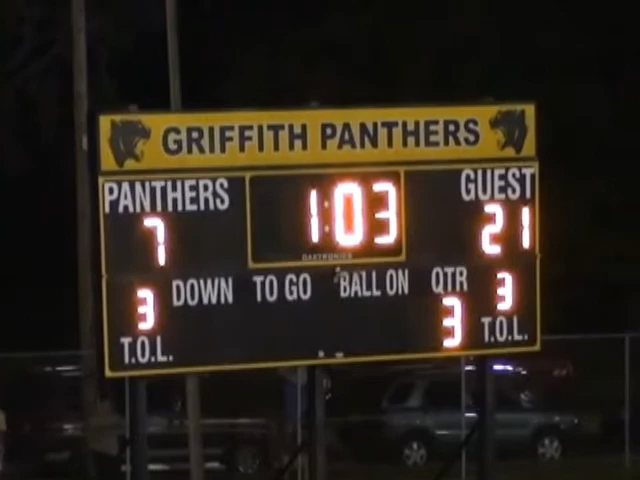 GRIFFITH PANTHERS
PANTHERS 1:03 GUEST
7 21
DAKTRONICS
3 DOWN TO GO BALL ON QTR 3
T.O.L. 3 T.O.L.